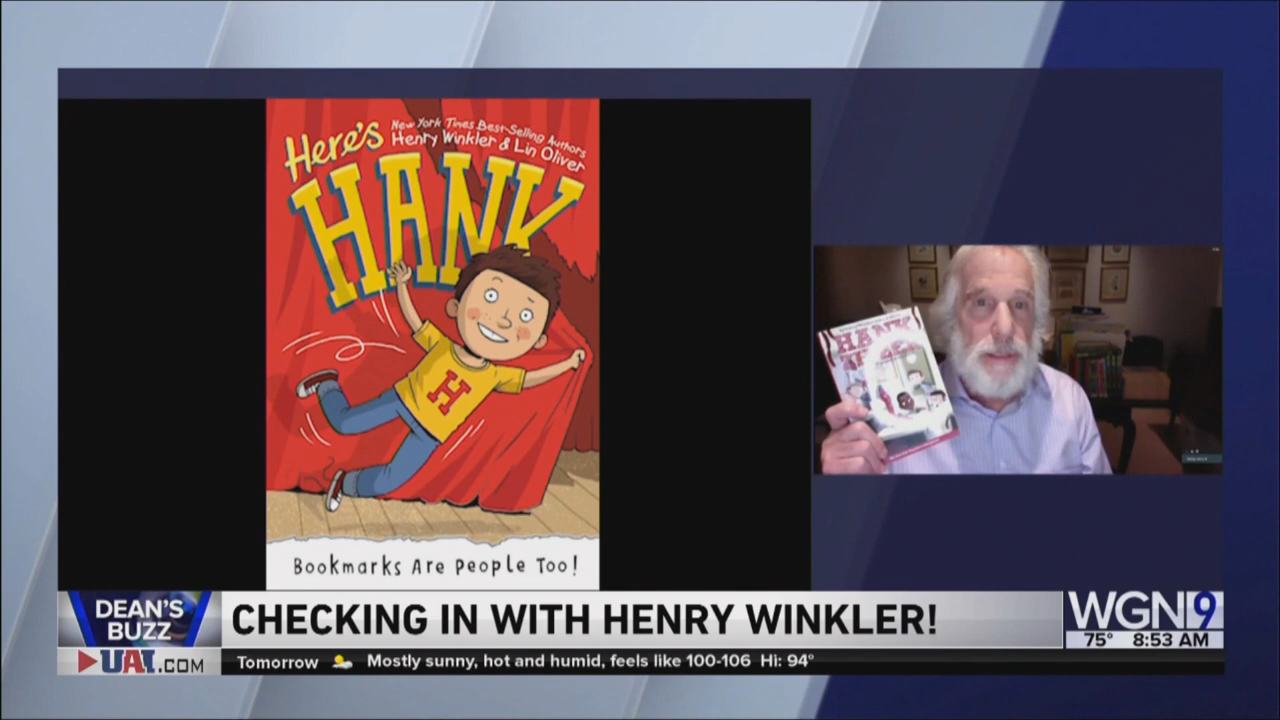 Here's
New York Times Best-Selling Authors
Henry Winkler & Lin Oliver
HANK
Bookmarks Are People Too!
HANK
DEAN'S
BUZZ
CHECKING IN WITH HENRY WINKLER!
WGN9
75° 8:53 AM
UAI.COM
Tomorrow Mostly sunny, hot and humid, feels like 100-106 Hi: 94°